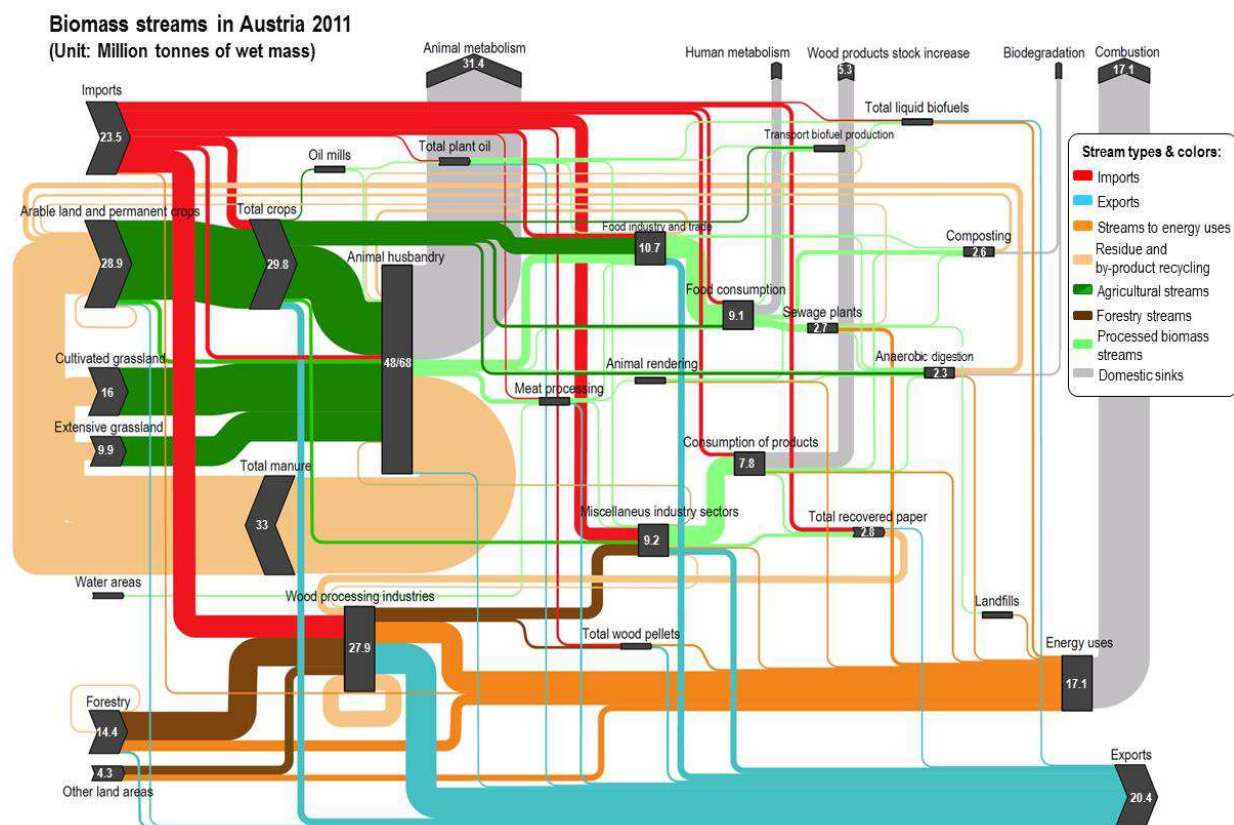 Biomass streams in Austria 2011
(Unit: Million tonnes of wet mass)
Animal metabolism
31.4
Human metabolism
Wood products stock increase
5.3
Biodegradation
Combustion
17.1
Imports
23.5
Total liquid biofuels
Transport biofuel production
Oil mills
Total plant oil
Stream types & colors:
Imports
Exports
Streams to energy uses
Residue and
by-product recycling
Agricultural streams
Forestry streams
Processed biomass
streams
Domestic sinks
Arable land and permanent crops
28.9
Total crops
29.8
Animal husbandry
48/68
Food industry and trade
10.7
Composting
2.6
Food consumption
9.1
Sewage plants
2.7
Cultivated grassland
16
Animal rendering
Anaerobic digestion
2.3
Meat processing
Extensive grassland
9.9
Total manure
33
Consumption of products
7.8
Miscellaneus industry sectors
9.2
Total recovered paper
2.8
Water areas
Wood processing industries
27.9
Landfills
Total wood pellets
Energy uses
17.1
Forestry
14.4
4.3
Other land areas
Exports
20.4